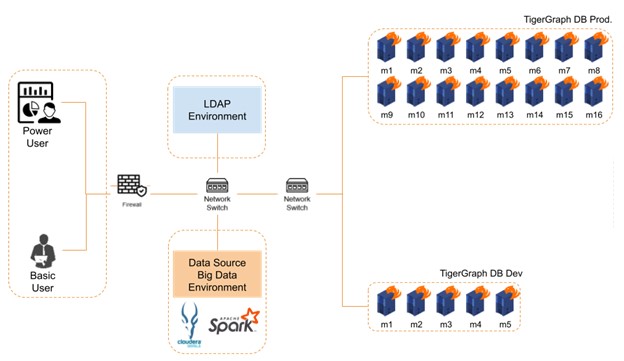 TigerGraph DB Prod.
m1 m2 m3 m4 m5 m6 m7 m8
m9 m10 m11 m12 m13 m14 m15 m16
Power
User
LDAP
Environment
Firewall
Network
Switch
Network
Switch
Basic
User
Data Source
Big Data
Environment
cloudera
APACHE
Spark
TigerGraph DB Dev
m1 m2 m3 m4 m5